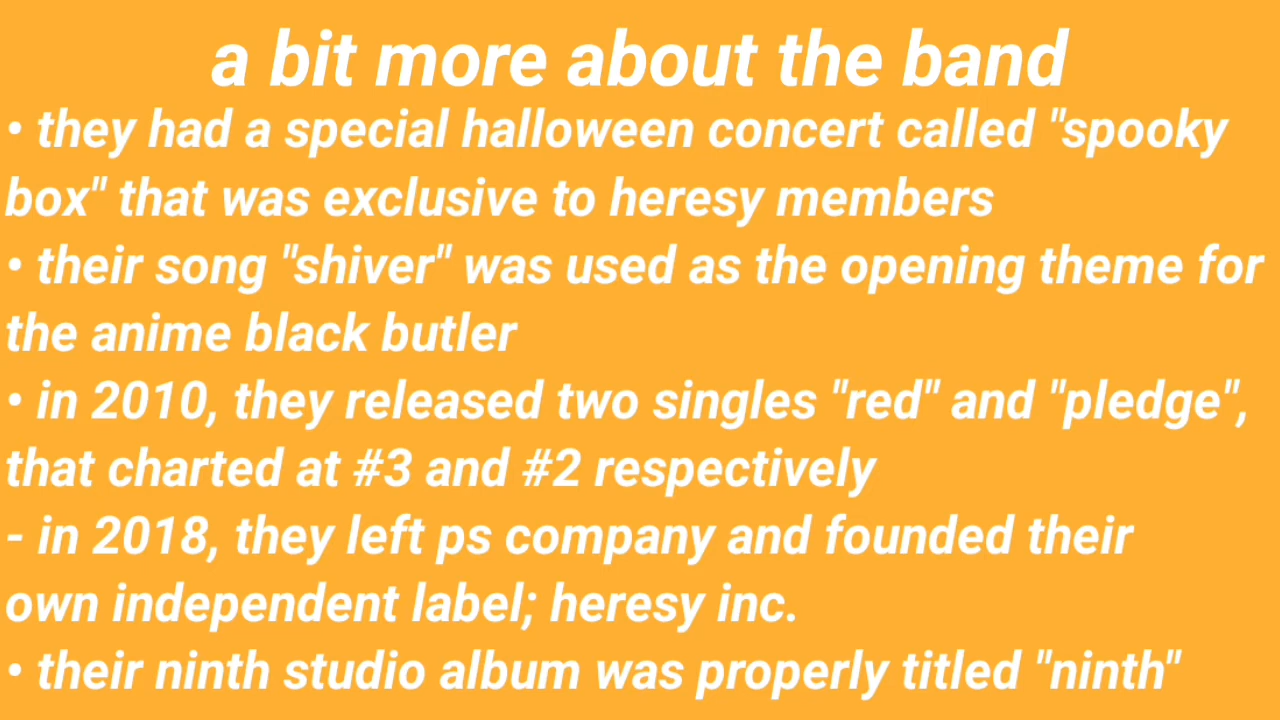 a bit more about the band
• they had a special halloween concert called "spooky
box" that was exclusive to heresy members
• their song "shiver" was used as the opening theme for
the anime black butler
• in 2010, they released two singles "red" and "pledge",
that charted at #3 and #2 respectively
- in 2018, they left ps company and founded their
own independent label; heresy inc.
• their ninth studio album was properly titled "ninth"